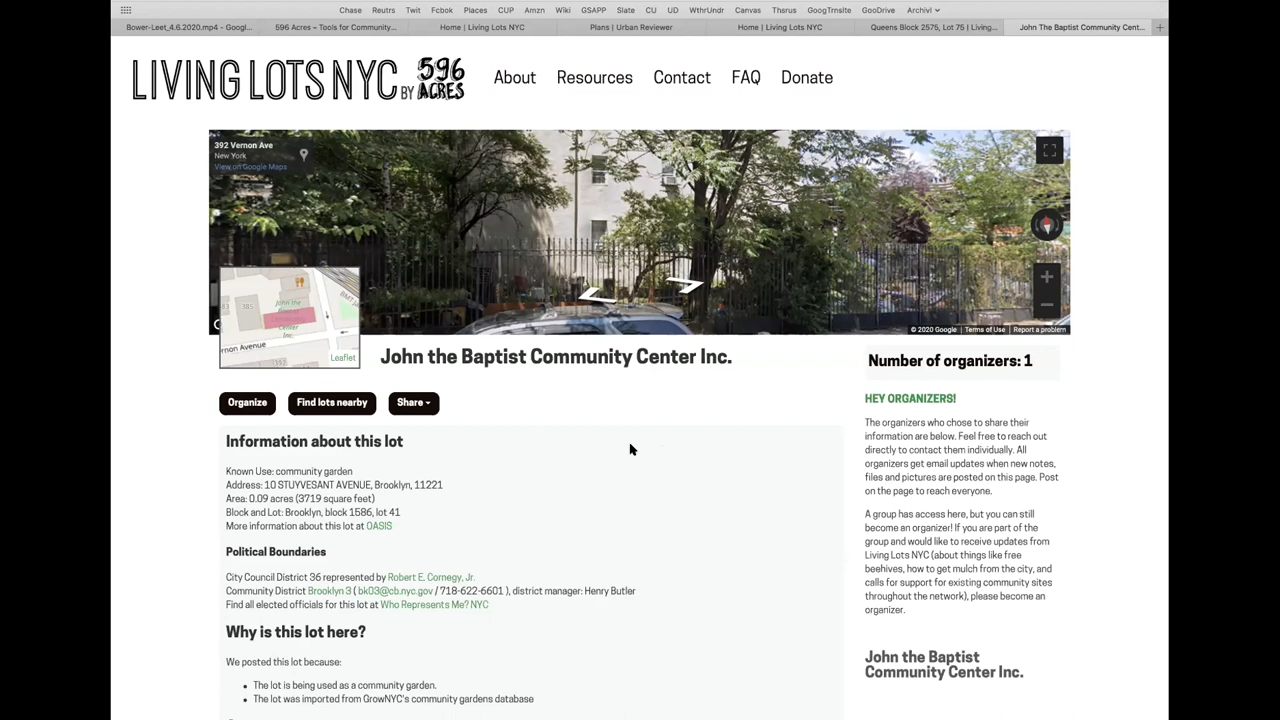 Chase Reutrs Twit Fcbok Places CUP Amzn Wiki GSAPP Slate CU UD WthrUndr Canvas Thsrus GoogTrnslte GooDrive Archivl
Bower-Leet_4.6.2020.mp4 – Googl... 596 Acres – Tools for Community... Home | Living Lots NYC Plans | Urban Reviewer Home | Living Lots NYC Queens Block 2575, Lot 75 | Living... John The Baptist Community Cent...
LIVING LOTS NYC BY 596 ACRES About Resources Contact FAQ Donate
392 Vernon Ave
New York
View on Google Maps
© 2020 Google | Terms of Use | Report a problem
385
John the
Center
Inc.
BMT
rnon Avenue
Leaflet
John the Baptist Community Center Inc.
Organize Find lots nearby Share
Information about this lot
Known Use: community garden
Address: 10 STUYVESANT AVENUE, Brooklyn, 11221
Area: 0.09 acres (3719 square feet)
Block and Lot: Brooklyn, block 1586, lot 41
More information about this lot at OASIS
Political Boundaries
City Council District 36 represented by Robert E. Cornegy, Jr.
Community District Brooklyn 3 ( bk03@cb.nyc.gov / 718-622-6601 ), district manager: Henry Butler
Find all elected officials for this lot at Who Represents Me? NYC
Why is this lot here?
We posted this lot because:
• The lot is being used as a community garden.
• The lot was imported from GrowNYC's community gardens database
Number of organizers: 1
HEY ORGANIZERS!
The organizers who chose to share their
information are below. Feel free to reach out
directly to contact them individually. All
organizers get email updates when new notes,
files and pictures are posted on this page. Post
on the page to reach everyone.
A group has access here, but you can still
become an organizer! If you are part of the
group and would like to receive updates from
Living Lots NYC (about things like free
beehives, how to get mulch from the city, and
calls for support for existing community sites
throughout the network), please become an
organizer.
John the Baptist
Community Center Inc.